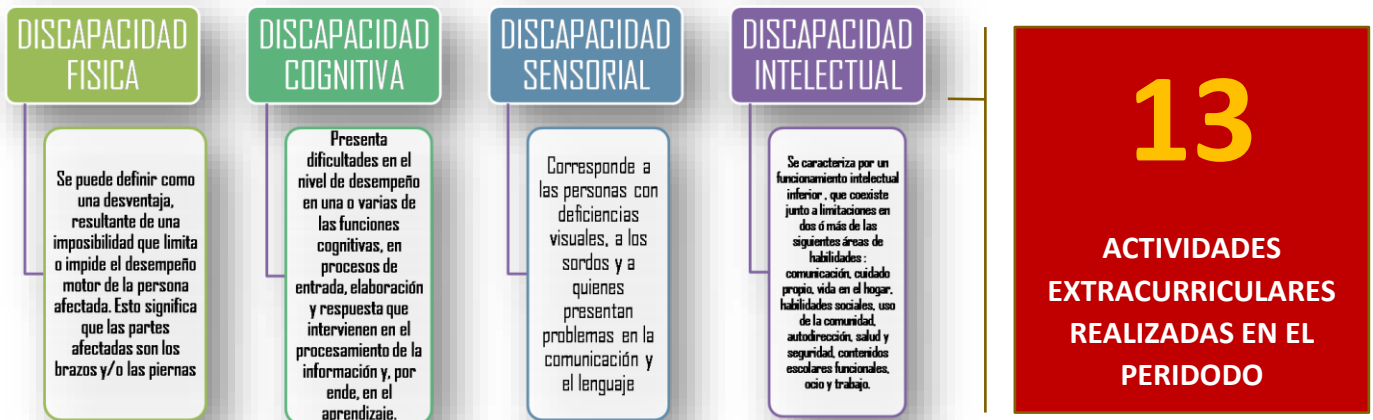 DISCAPACIDAD
FISICA
Se puede definir como
una desventaja,
resultante de una
imposibilidad que limita
o impide el desempeño
motor de la persona
afectada. Esto significa
que las partes
afectadas son los
brazos y/o las piernas
DISCAPACIDAD
COGNITIVA
Presenta
dificultades en el
nivel de desempeño
en una o varias de
las funciones
cognitivas, en
procesos de
entrada, elaboración
y respuesta que
intervienen en el
procesamiento de la
información y, por
ende, en el
aprendizaje.
DISCAPACIDAD
SENSORIAL
Corresponde a
las personas con
deficiencias
visuales, a los
sordos y a
quienes
presentan
problemas en la
comunicación y
el lenguaje
DISCAPACIDAD
INTELECTUAL
Se caracteriza por un
funcionamiento intelectual
inferior , que coexiste
junto a limitaciones en
dos ó más de las
siguientes áreas de
habilidades :
comunicación, cuidado
propio, vida en el hogar,
habilidades sociales, uso
de la comunidad,
autodirección, salud y
seguridad, contenidos
escolares funcionales,
ocio y trabajo.
13
ACTIVIDADES
EXTRACURRICULARES
REALIZADAS EN EL
PERIDODO